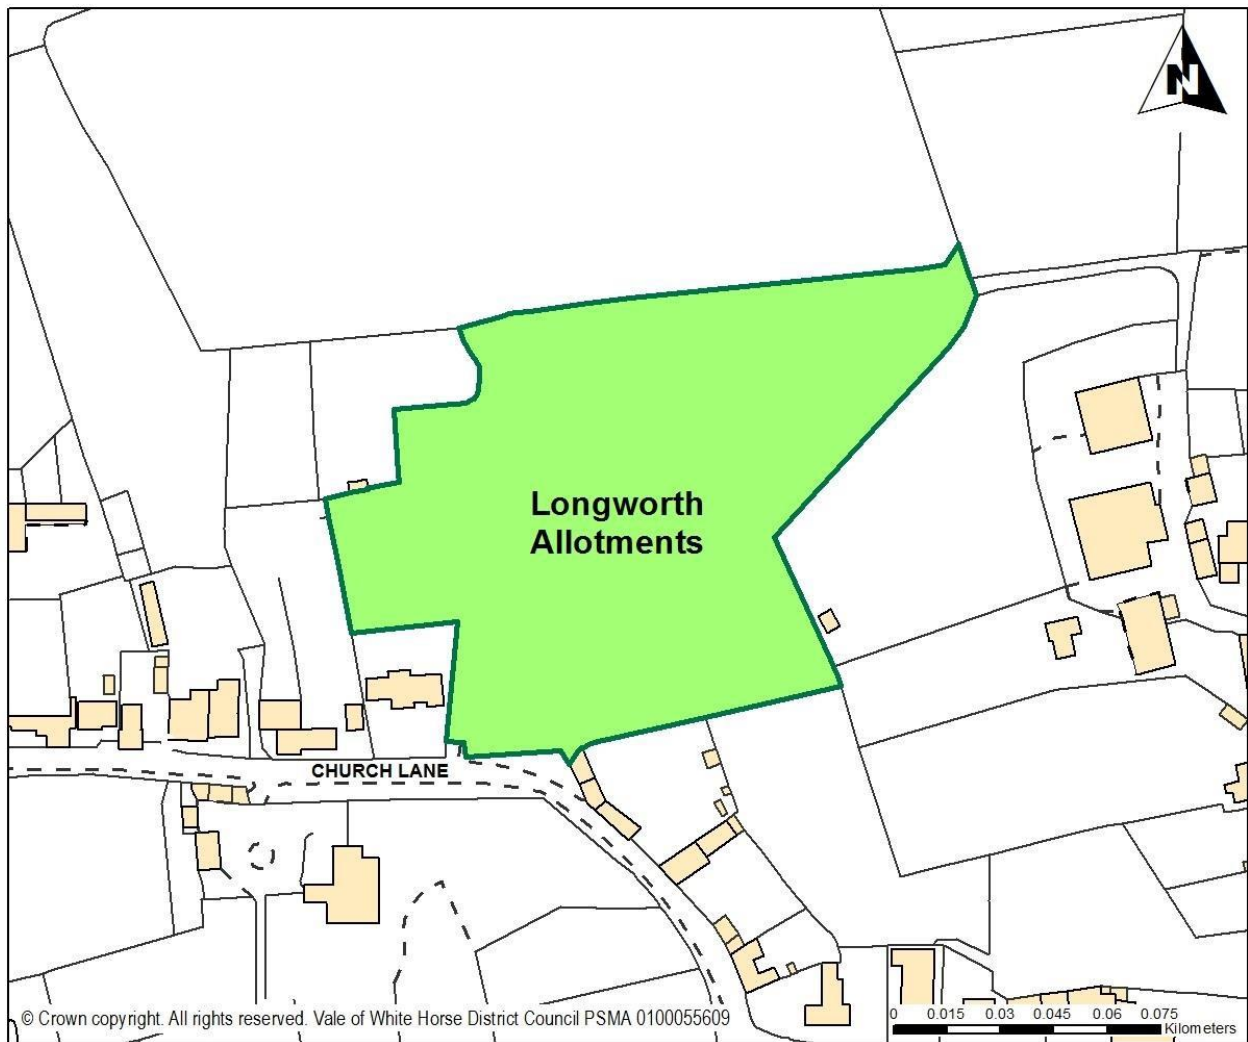 N
Longworth
Allotments
CHURCH LANE
© Crown copyright. All rights reserved. Vale of White Horse District Council PSMA 0100055609
0 0.015 0.03 0.045 0.06 0.075
Kilometers